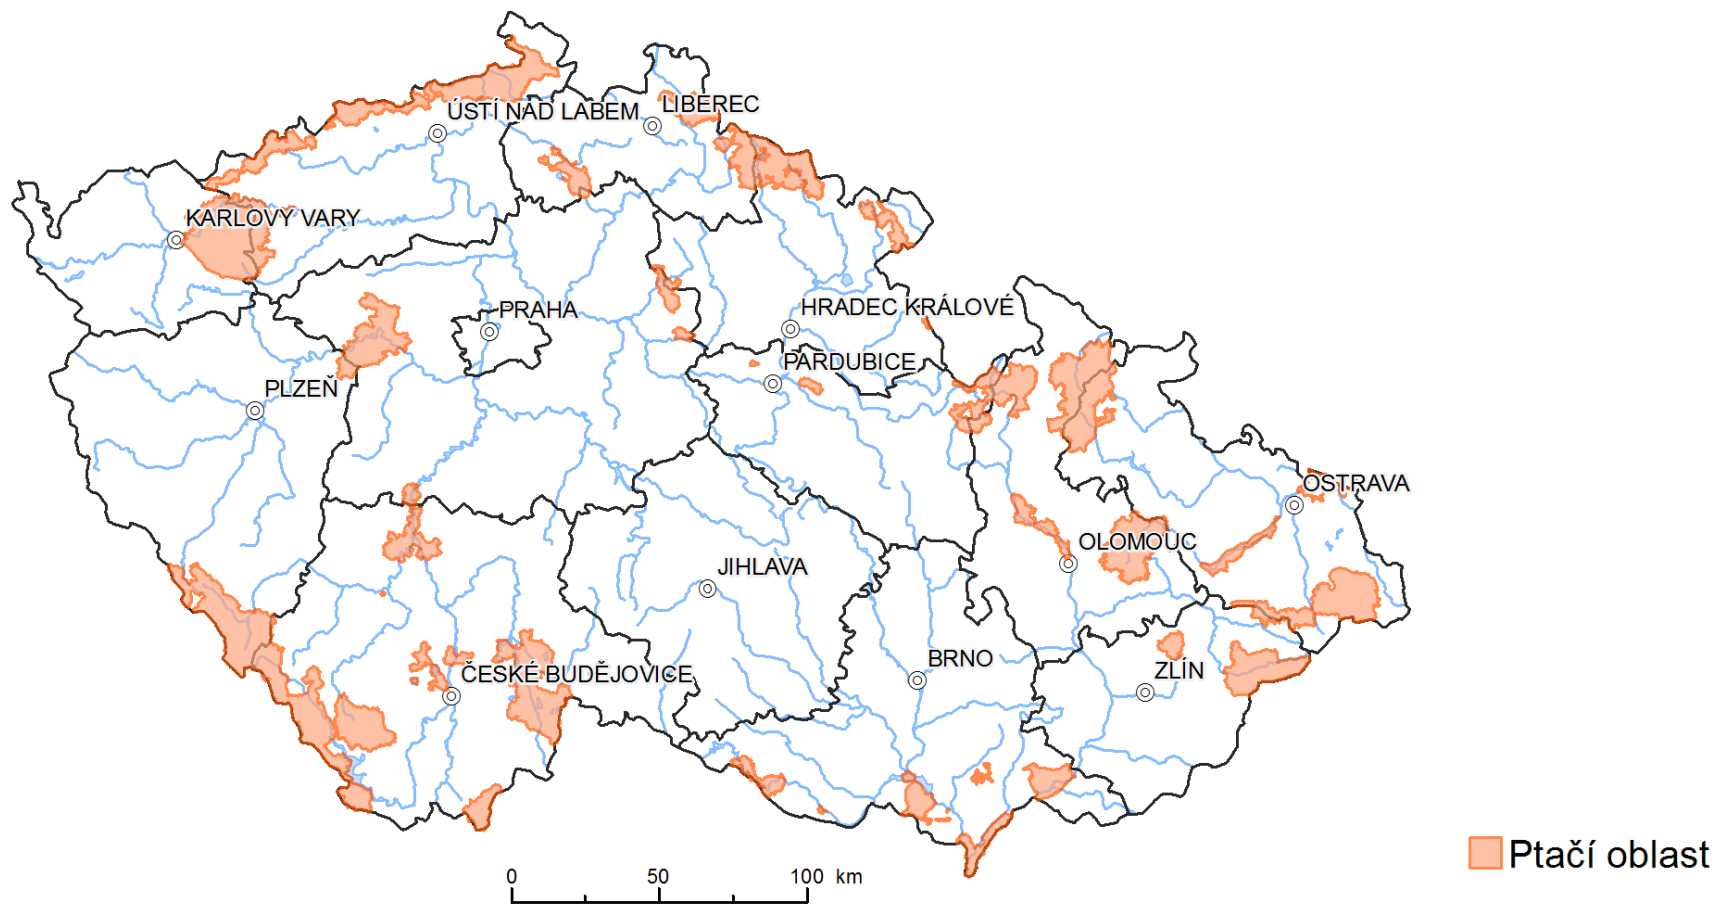 ÚSTÍ NAD LABEM
LIBEREC
KARLOVY VARY
PRAHA
HRADEC KRÁLOVÉ
PARDUBICE
PLZEŇ
OSTRAVA
OLOMOUC
JIHLAVA
BRNO
ZLÍN
ČESKÉ BUDĚJOVICE
Ptačí oblast
0 50 100 km